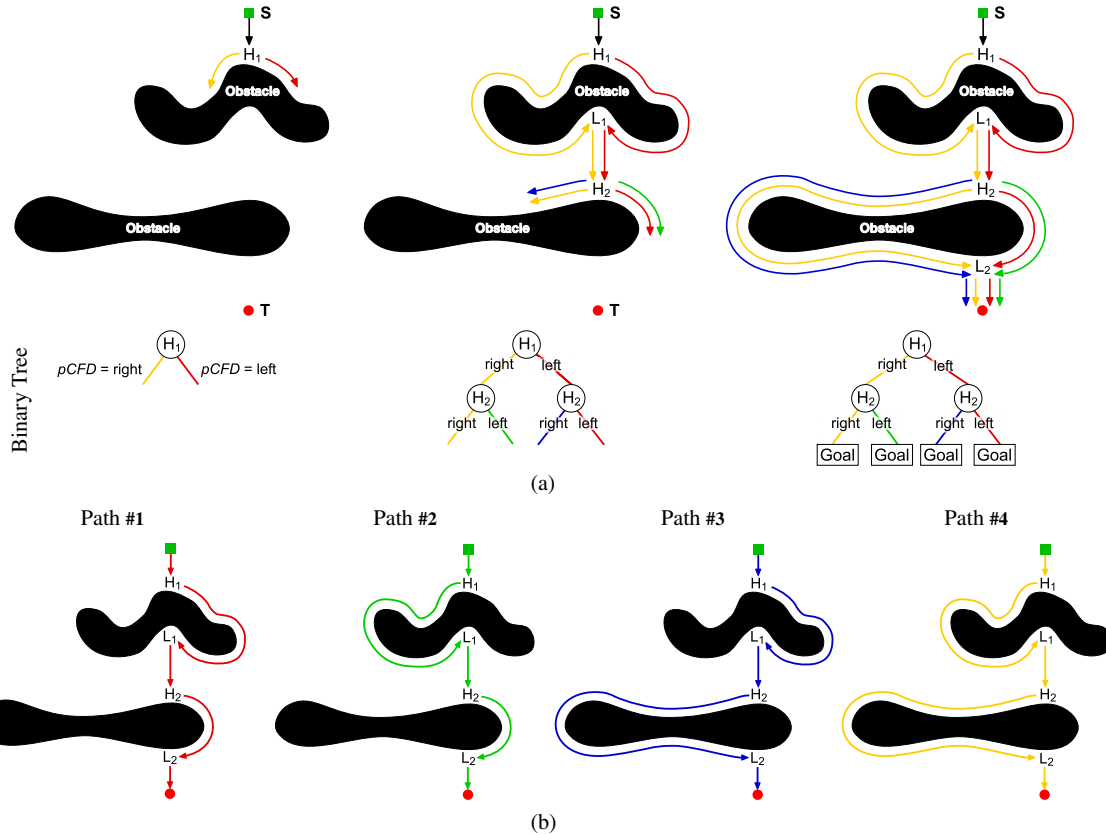 S S S
H1 H1 H1
Obstacle Obstacle Obstacle
L1 L1
H2 H2
Obstacle Obstacle Obstacle
L2
T T
Binary Tree
H1 H1 H1
pCFD = right pCFD = left right left right left
H2 H2 H2 H2
right left right left right left right left
Goal Goal Goal Goal
(a)
Path #1 Path #2 Path #3 Path #4
H1 H1 H1 H1
L1 L1 L1 L1
H2 H2 H2 H2
L2 L2 L2 L2
(b)